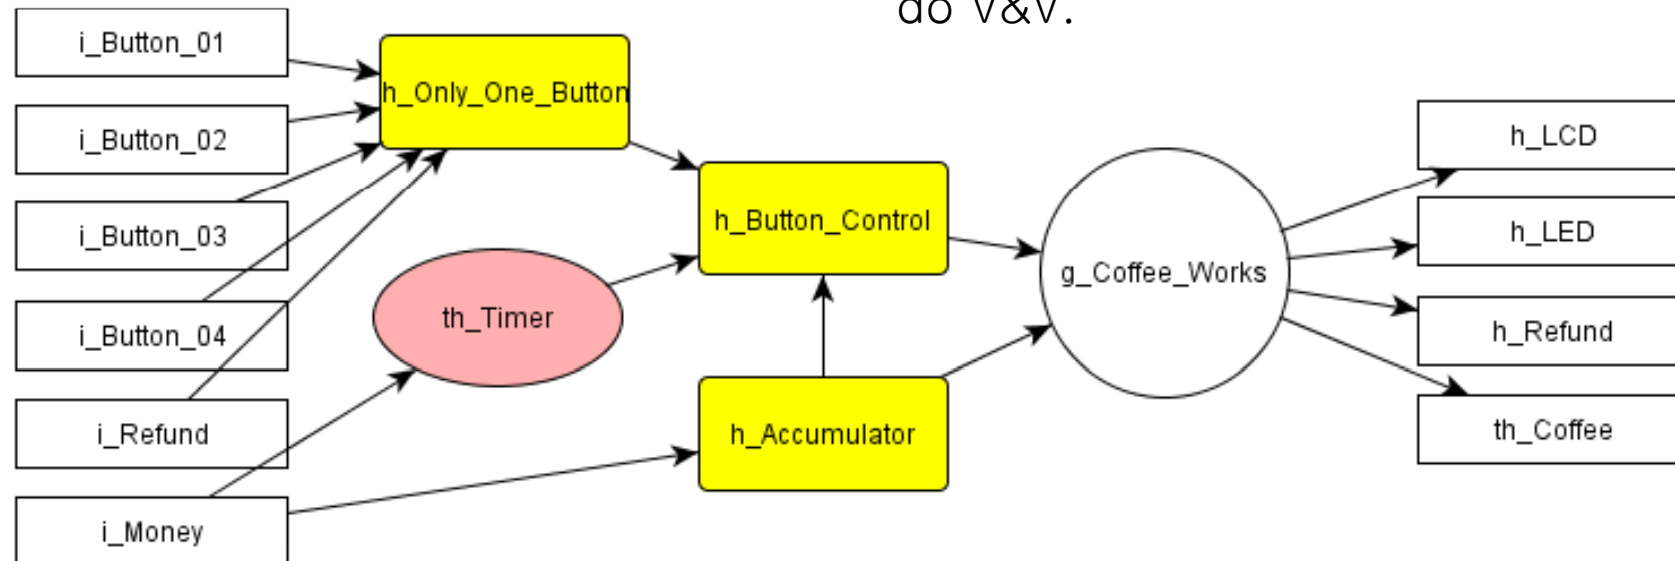 do V&V.
i_Button_01
i_Button_02
i_Button_03
i_Button_04
i_Refund
i_Money
h_Only_One_Button
th_Timer
h_Button_Control
h_Accumulator
g_Coffee_Works
h_LCD
h_LED
h_Refund
th_Coffee